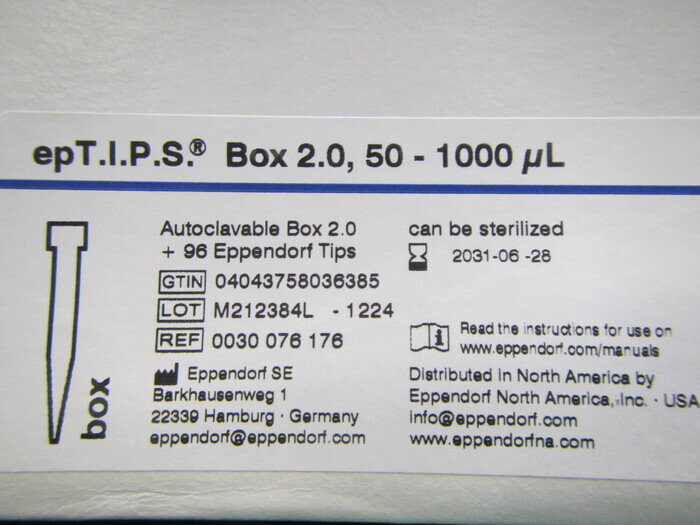 epT.I.P.S.® Box 2.0, 50 - 1000 µL
Autoclavable Box 2.0
+ 96 Eppendorf Tips
GTIN 04043758036385
LOT M212384L - 1224
REF 0030 076 176
Eppendorf SE
Barkhausenweg 1
22339 Hamburg · Germany
eppendorf@eppendorf.com
box
can be sterilized
2031-06 -28
i Read the instructions for use on
www.eppendorf.com/manuals
Distributed in North America by
Eppendorf North America, Inc. · USA
info@eppendorf.com
www.eppendorfna.com